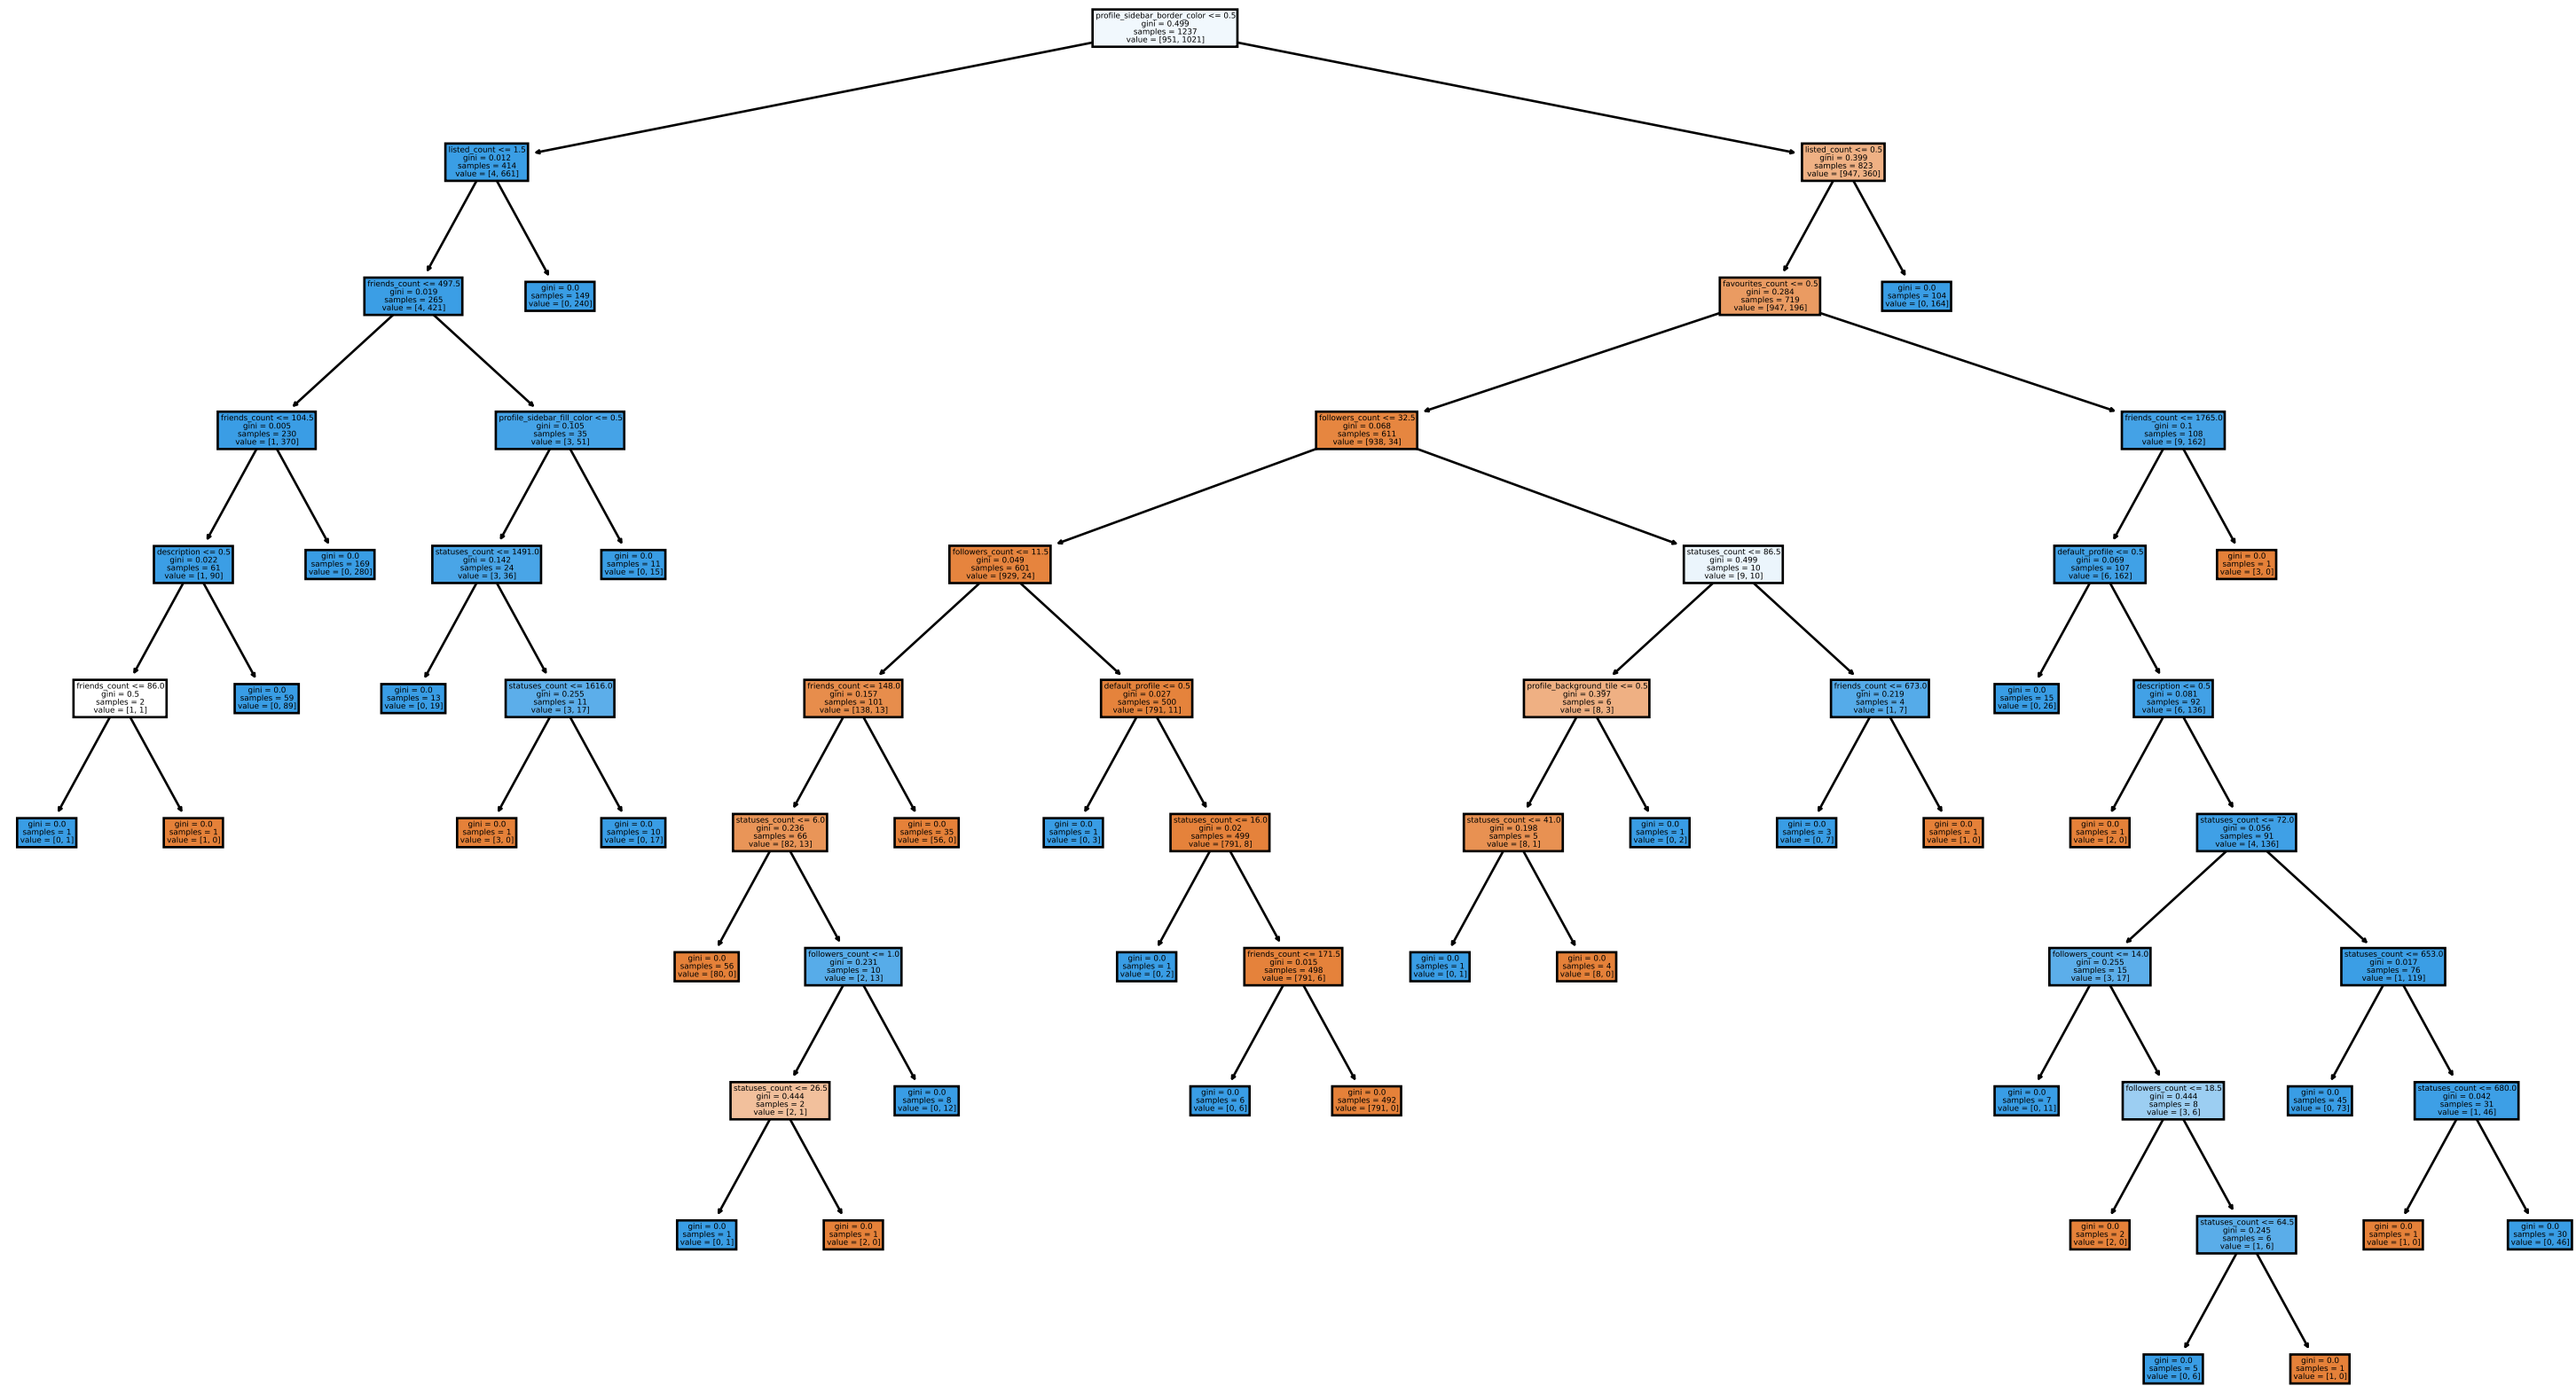 profile_sidebar_border_color <= 0.5
gini = 0.499
samples = 1237
value = [951, 1021]
listed_count <= 1.5
gini = 0.012
samples = 414
value = [4, 661]
listed_count <= 0.5
gini = 0.399
samples = 823
value = [947, 360]
friends_count <= 497.5
gini = 0.019
samples = 265
value = [4, 421]
gini = 0.0
samples = 149
value = [0, 240]
favourites_count <= 0.5
gini = 0.284
samples = 719
value = [947, 196]
gini = 0.0
samples = 104
value = [0, 164]
friends_count <= 104.5
gini = 0.005
samples = 230
value = [1, 370]
profile_sidebar_fill_color <= 0.5
gini = 0.105
samples = 35
value = [3, 51]
followers_count <= 32.5
gini = 0.068
samples = 611
value = [938, 34]
friends_count <= 1765.0
gini = 0.1
samples = 108
value = [9, 162]
description <= 0.5
gini = 0.022
samples = 61
value = [1, 90]
gini = 0.0
samples = 169
value = [0, 280]
statuses_count <= 1491.0
gini = 0.142
samples = 24
value = [3, 36]
gini = 0.0
samples = 11
value = [0, 15]
followers_count <= 11.5
gini = 0.049
samples = 601
value = [929, 24]
statuses_count <= 86.5
gini = 0.499
samples = 10
value = [9, 10]
default_profile <= 0.5
gini = 0.069
samples = 107
value = [6, 162]
gini = 0.0
samples = 1
value = [3, 0]
friends_count <= 86.0
gini = 0.5
samples = 2
value = [1, 1]
gini = 0.0
samples = 59
value = [0, 89]
gini = 0.0
samples = 13
value = [0, 19]
statuses_count <= 1616.0
gini = 0.255
samples = 11
value = [3, 17]
friends_count <= 148.0
gini = 0.157
samples = 101
value = [138, 13]
default_profile <= 0.5
gini = 0.027
samples = 500
value = [791, 11]
profile_background_tile <= 0.5
gini = 0.397
samples = 6
value = [8, 3]
friends_count <= 673.0
gini = 0.219
samples = 4
value = [1, 7]
gini = 0.0
samples = 15
value = [0, 26]
description <= 0.5
gini = 0.081
samples = 92
value = [6, 136]
gini = 0.0
samples = 1
value = [0, 1]
gini = 0.0
samples = 1
value = [1, 0]
gini = 0.0
samples = 1
value = [3, 0]
gini = 0.0
samples = 10
value = [0, 17]
statuses_count <= 6.0
gini = 0.236
samples = 66
value = [82, 13]
gini = 0.0
samples = 35
value = [56, 0]
gini = 0.0
samples = 1
value = [0, 3]
statuses_count <= 16.0
gini = 0.02
samples = 499
value = [791, 8]
statuses_count <= 41.0
gini = 0.198
samples = 5
value = [8, 1]
gini = 0.0
samples = 1
value = [0, 2]
gini = 0.0
samples = 3
value = [0, 7]
gini = 0.0
samples = 1
value = [1, 0]
gini = 0.0
samples = 1
value = [2, 0]
statuses_count <= 72.0
gini = 0.056
samples = 91
value = [4, 136]
gini = 0.0
samples = 56
value = [80, 0]
followers_count <= 1.0
gini = 0.231
samples = 10
value = [2, 13]
gini = 0.0
samples = 1
value = [0, 2]
friends_count <= 171.5
gini = 0.015
samples = 498
value = [791, 6]
gini = 0.0
samples = 1
value = [0, 1]
gini = 0.0
samples = 4
value = [8, 0]
followers_count <= 14.0
gini = 0.255
samples = 15
value = [3, 17]
statuses_count <= 653.0
gini = 0.017
samples = 76
value = [1, 119]
statuses_count <= 26.5
gini = 0.444
samples = 2
value = [2, 1]
gini = 0.0
samples = 8
value = [0, 12]
gini = 0.0
samples = 6
value = [0, 6]
gini = 0.0
samples = 492
value = [791, 0]
gini = 0.0
samples = 7
value = [0, 11]
followers_count <= 18.5
gini = 0.444
samples = 8
value = [3, 6]
gini = 0.0
samples = 45
value = [0, 73]
statuses_count <= 680.0
gini = 0.042
samples = 31
value = [1, 46]
gini = 0.0
samples = 1
value = [0, 1]
gini = 0.0
samples = 1
value = [2, 0]
gini = 0.0
samples = 2
value = [2, 0]
statuses_count <= 64.5
gini = 0.245
samples = 6
value = [1, 6]
gini = 0.0
samples = 1
value = [1, 0]
gini = 0.0
samples = 30
value = [0, 46]
gini = 0.0
samples = 5
value = [0, 6]
gini = 0.0
samples = 1
value = [1, 0]